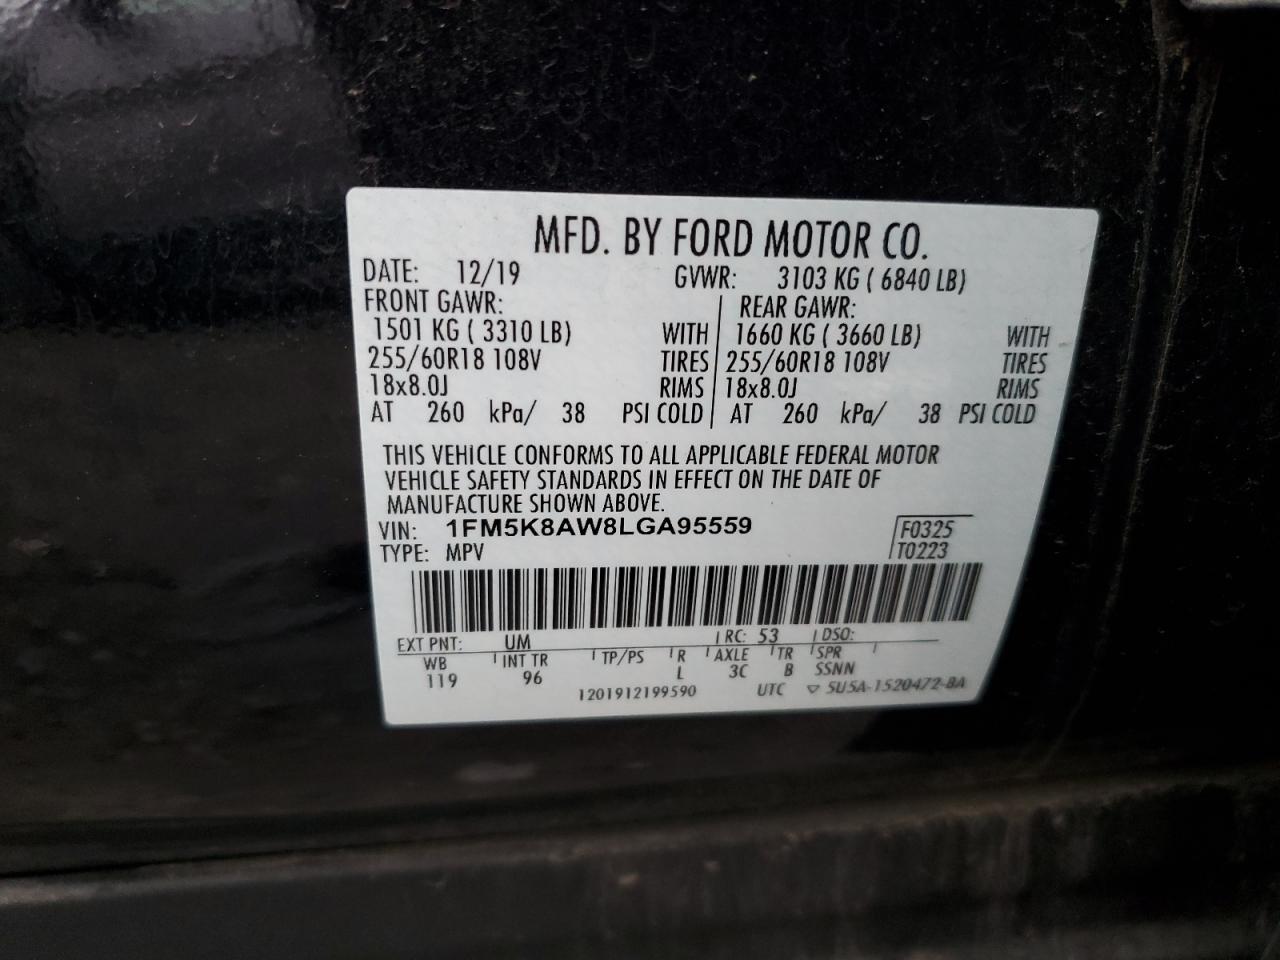 MFD. BY FORD MOTOR CO.
DATE: 12/19 GVWR: 3103 KG ( 6840 LB)
FRONT GAWR: REAR GAWR:
1501 KG ( 3310 LB) WITH 1660 KG ( 3660 LB) WITH
255/60R18 108V TIRES 255/60R18 108V TIRES
18x8.0J RIMS 18x8.0J RIMS
AT 260 kPa/ 38 PSI COLD AT 260 kPa/ 38 PSI COLD
THIS VEHICLE CONFORMS TO ALL APPLICABLE FEDERAL MOTOR
VEHICLE SAFETY STANDARDS IN EFFECT ON THE DATE OF
MANUFACTURE SHOWN ABOVE.
VIN: 1FM5K8AW8LGA95559 F0325
TYPE: MPV T0223
EXT PNT: UM RC: 53 DSO:
WB INT TR TP/PS R AXLE TR SPR
119 96 L 3C B SSNN
1201912199590 UTC ▽ 5U5A-1520472-BA